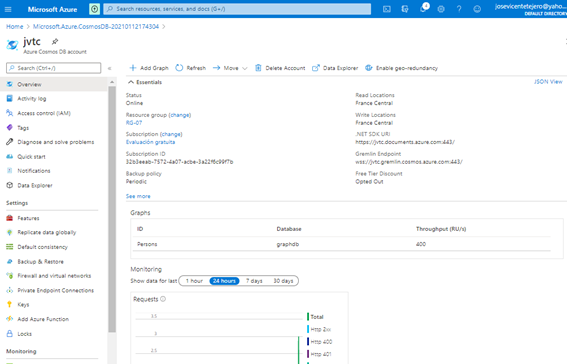 Microsoft Azure
Search resources, services, and docs (G+/)
1
josevicentetejero@yaho...
DEFAULT DIRECTORY
Home > Microsoft.Azure.CosmosDB-20210112174304 >
jvtc
Azure Cosmos DB account
Search (Ctrl+/)
Add Graph
Refresh
Move
Delete Account
Data Explorer
Enable geo-redundancy
Overview
Activity log
Access control (IAM)
Tags
Diagnose and solve problems
Quick start
Notifications
Data Explorer
Settings
Features
Replicate data globally
Default consistency
Backup & Restore
Firewall and virtual networks
Private Endpoint Connections
Keys
Add Azure Function
Locks
Monitoring
Essentials
JSON View
Status
Online
Resource group (change)
RG-07
Subscription (change)
Evaluación gratuita
Subscription ID
32b3eeab-7572-4a07-acbe-3a22f6c99f7b
Backup policy
Periodic
See more
Read Locations
France Central
Write Locations
France Central
.NET SDK URI
https://jvtc.documents.azure.com:443/
Gremlin Endpoint
wss://jvtc.gremlin.cosmos.azure.com:443/
Free Tier Discount
Opted Out
Graphs
ID Database Throughput (RU/s)
Persons graphdb 400
Monitoring
Show data for last 1 hour 24 hours 7 days 30 days
Requests
3.5
3
2.5
Total
Http 2xx
Http 400
Http 401